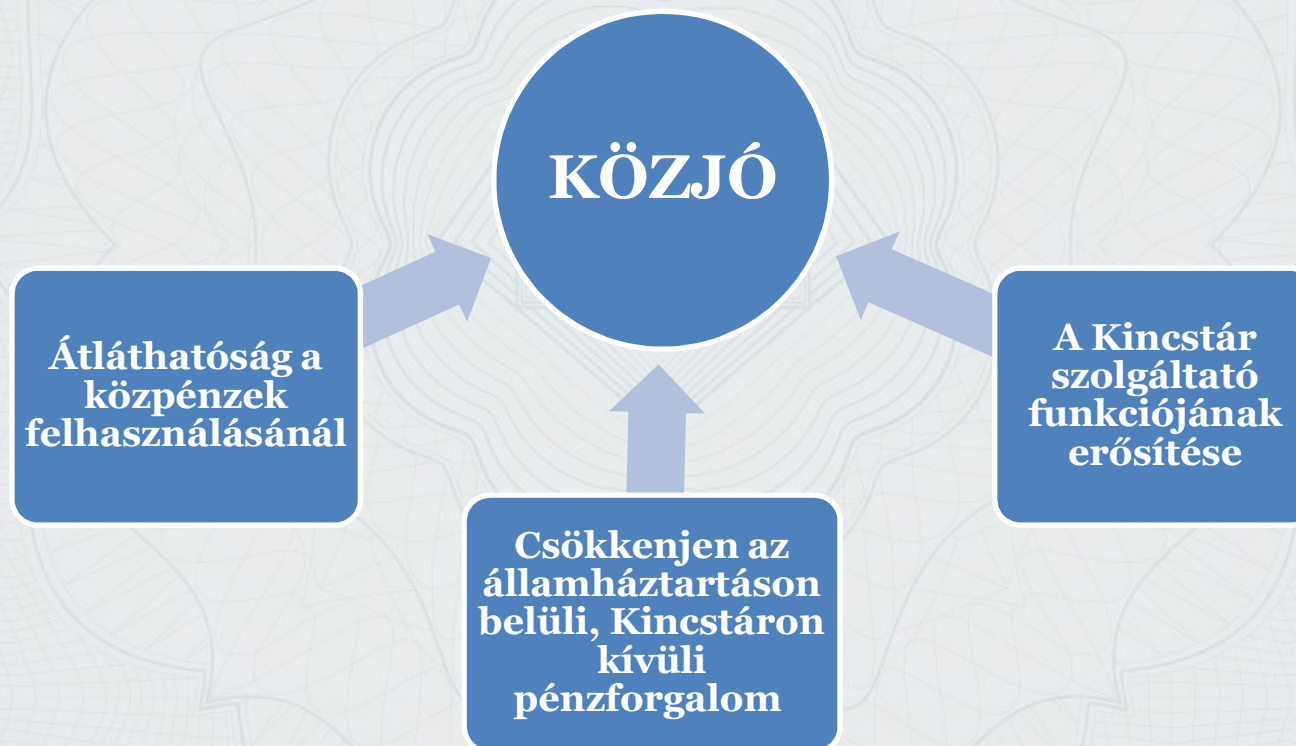 KÖZJÓ
Átláthatóság a
közpénzek
felhasználásánál
Csökkenjen az
államháztartáson
belüli, Kincstáron
kívüli
pénzforgalom
A Kincstár
szolgáltató
funkciójának
erősítése